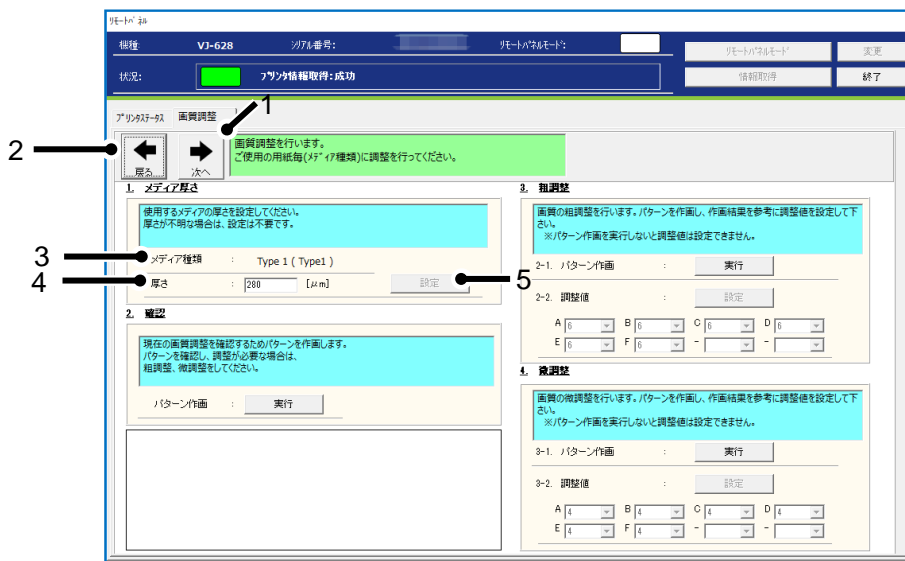 リモートパネル
機種: VJ-628 シリアル番号: リモートパネルモード:
リモートパネルモード 変更
状況: プリンタ情報取得:成功
情報取得 終了
プリンタステータス 画質調整
1
2
戻る 次へ
画質調整を行います。
ご使用の用紙毎(メディア種類)に調整を行ってください。
1. メディア厚さ
使用するメディアの厚さを設定してください。
厚さが不明な場合は、設定は不要です。
3
メディア種類 : Type 1 ( Type1 )
4
厚さ : 280 [μm] 設定
5
2. 確認
現在の画質調整を確認するためパターンを作画します。
パターンを確認し、調整が必要な場合は、
粗調整、微調整をしてください。
パターン作画 : 実行
3. 粗調整
画質の粗調整を行います。パターンを作画し、作画結果を参考に調整値を設定して下
さい。
※パターン作画を実行しないと調整値は設定できません。
2-1. パターン作画 : 実行
2-2. 調整値 : 設定
A 6 B 6 C 6 D 6
E 6 F 6 - -
4. 微調整
画質の微調整を行います。パターンを作画し、作画結果を参考に調整値を設定して下
さい。
※パターン作画を実行しないと調整値は設定できません。
3-1. パターン作画 : 実行
3-2. 調整値 : 設定
A 4 B 4 C 4 D 4
E 4 F 4 - -